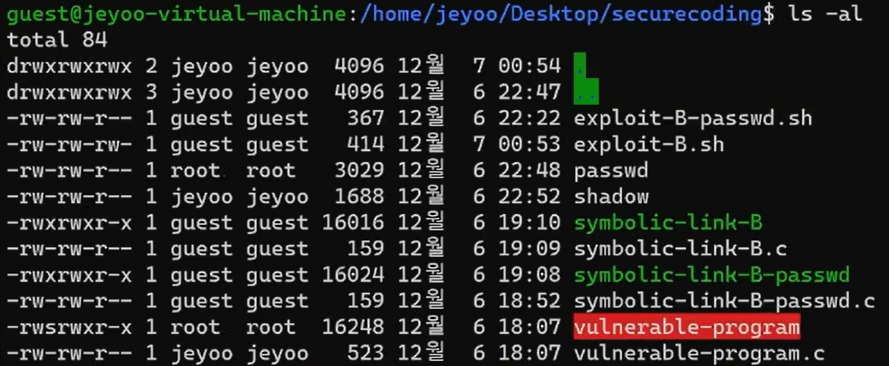 guest@jeyoo-virtual-machine:/home/jeyoo/Desktop/securecoding$ ls -al
total 84
drwxrwxrwx 2 jeyoo jeyoo  4096 12월  7 00:54 .
drwxrwxrwx 3 jeyoo jeyoo  4096 12월  6 22:47 ..
-rw-rw-r-- 1 guest guest   367 12월  6 22:22 exploit-B-passwd.sh
-rw-rw-rw- 1 guest guest   414 12월  7 00:53 exploit-B.sh
-rw-rw-r-- 1 root  root   3029 12월  6 22:48 passwd
-rw-rw-r-- 1 jeyoo jeyoo  1688 12월  6 22:52 shadow
-rwxrwxr-x 1 guest guest 16016 12월  6 19:10 symbolic-link-B
-rw-rw-r-- 1 guest guest   159 12월  6 19:09 symbolic-link-B.c
-rwxrwxr-x 1 guest guest 16024 12월  6 19:08 symbolic-link-B-passwd
-rw-rw-r-- 1 guest guest   159 12월  6 18:52 symbolic-link-B-passwd.c
-rwsrwxr-x 1 root  root  16248 12월  6 18:07 vulnerable-program
-rw-rw-r-- 1 jeyoo jeyoo   523 12월  6 18:07 vulnerable-program.c